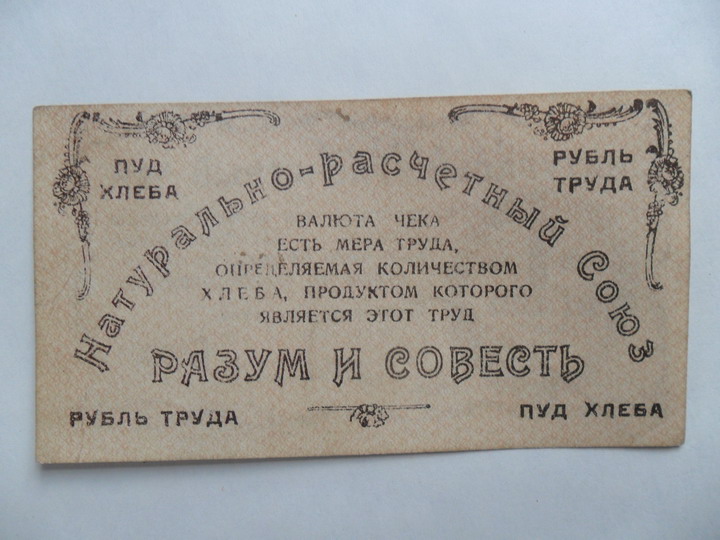 ПУД
ХЛЕБА
РУБЛЬ
ТРУДА
Натурально-расчетный Союз
ВАЛЮТА ЧЕКА
ЕСТЬ МЕРА ТРУДА,
ОПРЕДЕЛЯЕМАЯ КОЛИЧЕСТВОМ
ХЛЕБА, ПРОДУКТОМ КОТОРОГО
ЯВЛЯЕТСЯ ЭТОТ ТРУД
РАЗУМ И СОВЕСТЬ
РУБЛЬ ТРУДА
ПУД ХЛЕБА